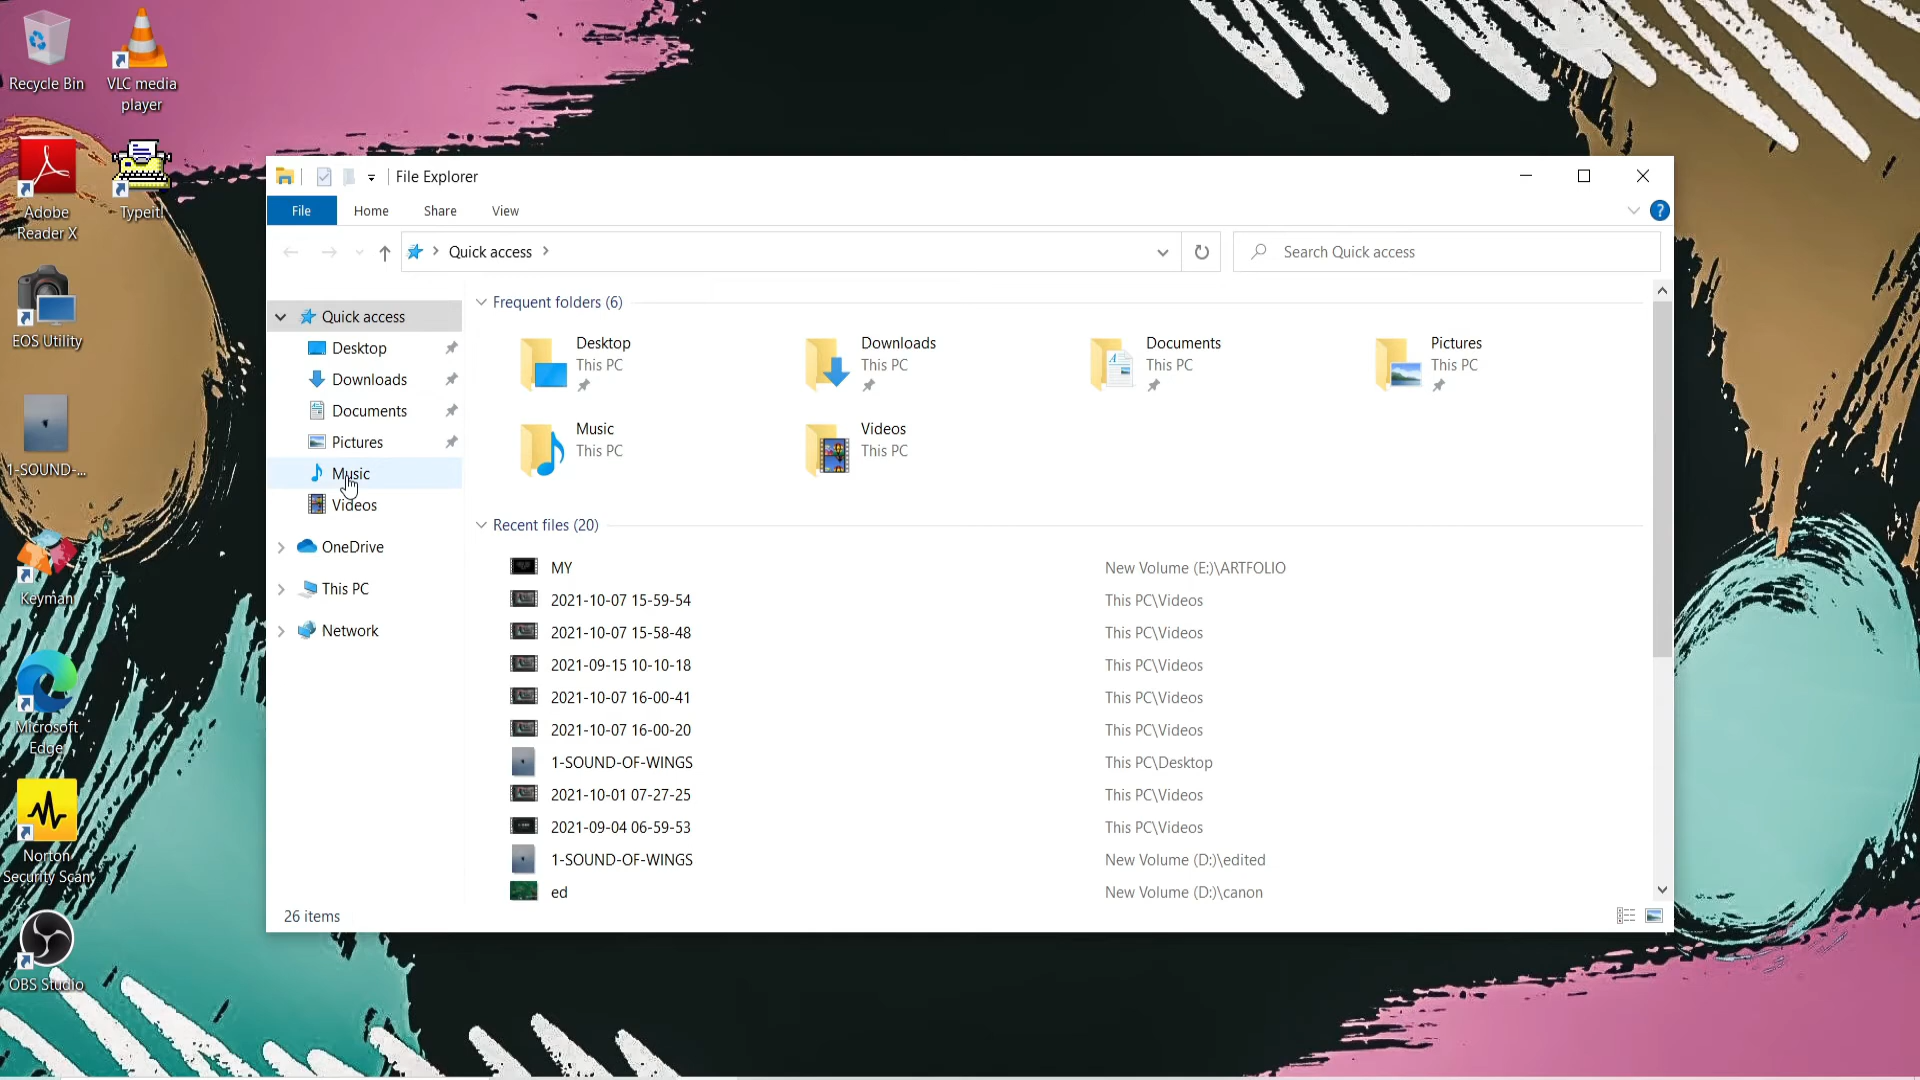 Recycle Bin
VLC media
player
Adobe
Reader X
Typeit!
EOS Utility
1-SOUND-...
Keyman
Microsoft
Edge
Norton
Security Scan
OBS Studio
File Explorer
File
Home
Share
View
Quick access
Search Quick access
Quick access
Desktop
Downloads
Documents
Pictures
Music
Videos
OneDrive
This PC
Network
Frequent folders (6)
Desktop
This PC
Downloads
This PC
Documents
This PC
Pictures
This PC
Music
This PC
Videos
This PC
Recent files (20)
MY New Volume (E:)\ARTFOLIO
2021-10-07 15-59-54 This PC\Videos
2021-10-07 15-58-48 This PC\Videos
2021-09-15 10-10-18 This PC\Videos
2021-10-07 16-00-41 This PC\Videos
2021-10-07 16-00-20 This PC\Videos
1-SOUND-OF-WINGS This PC\Desktop
2021-10-01 07-27-25 This PC\Videos
2021-09-04 06-59-53 This PC\Videos
1-SOUND-OF-WINGS New Volume (D:)\edited
ed New Volume (D:)\canon
26 items